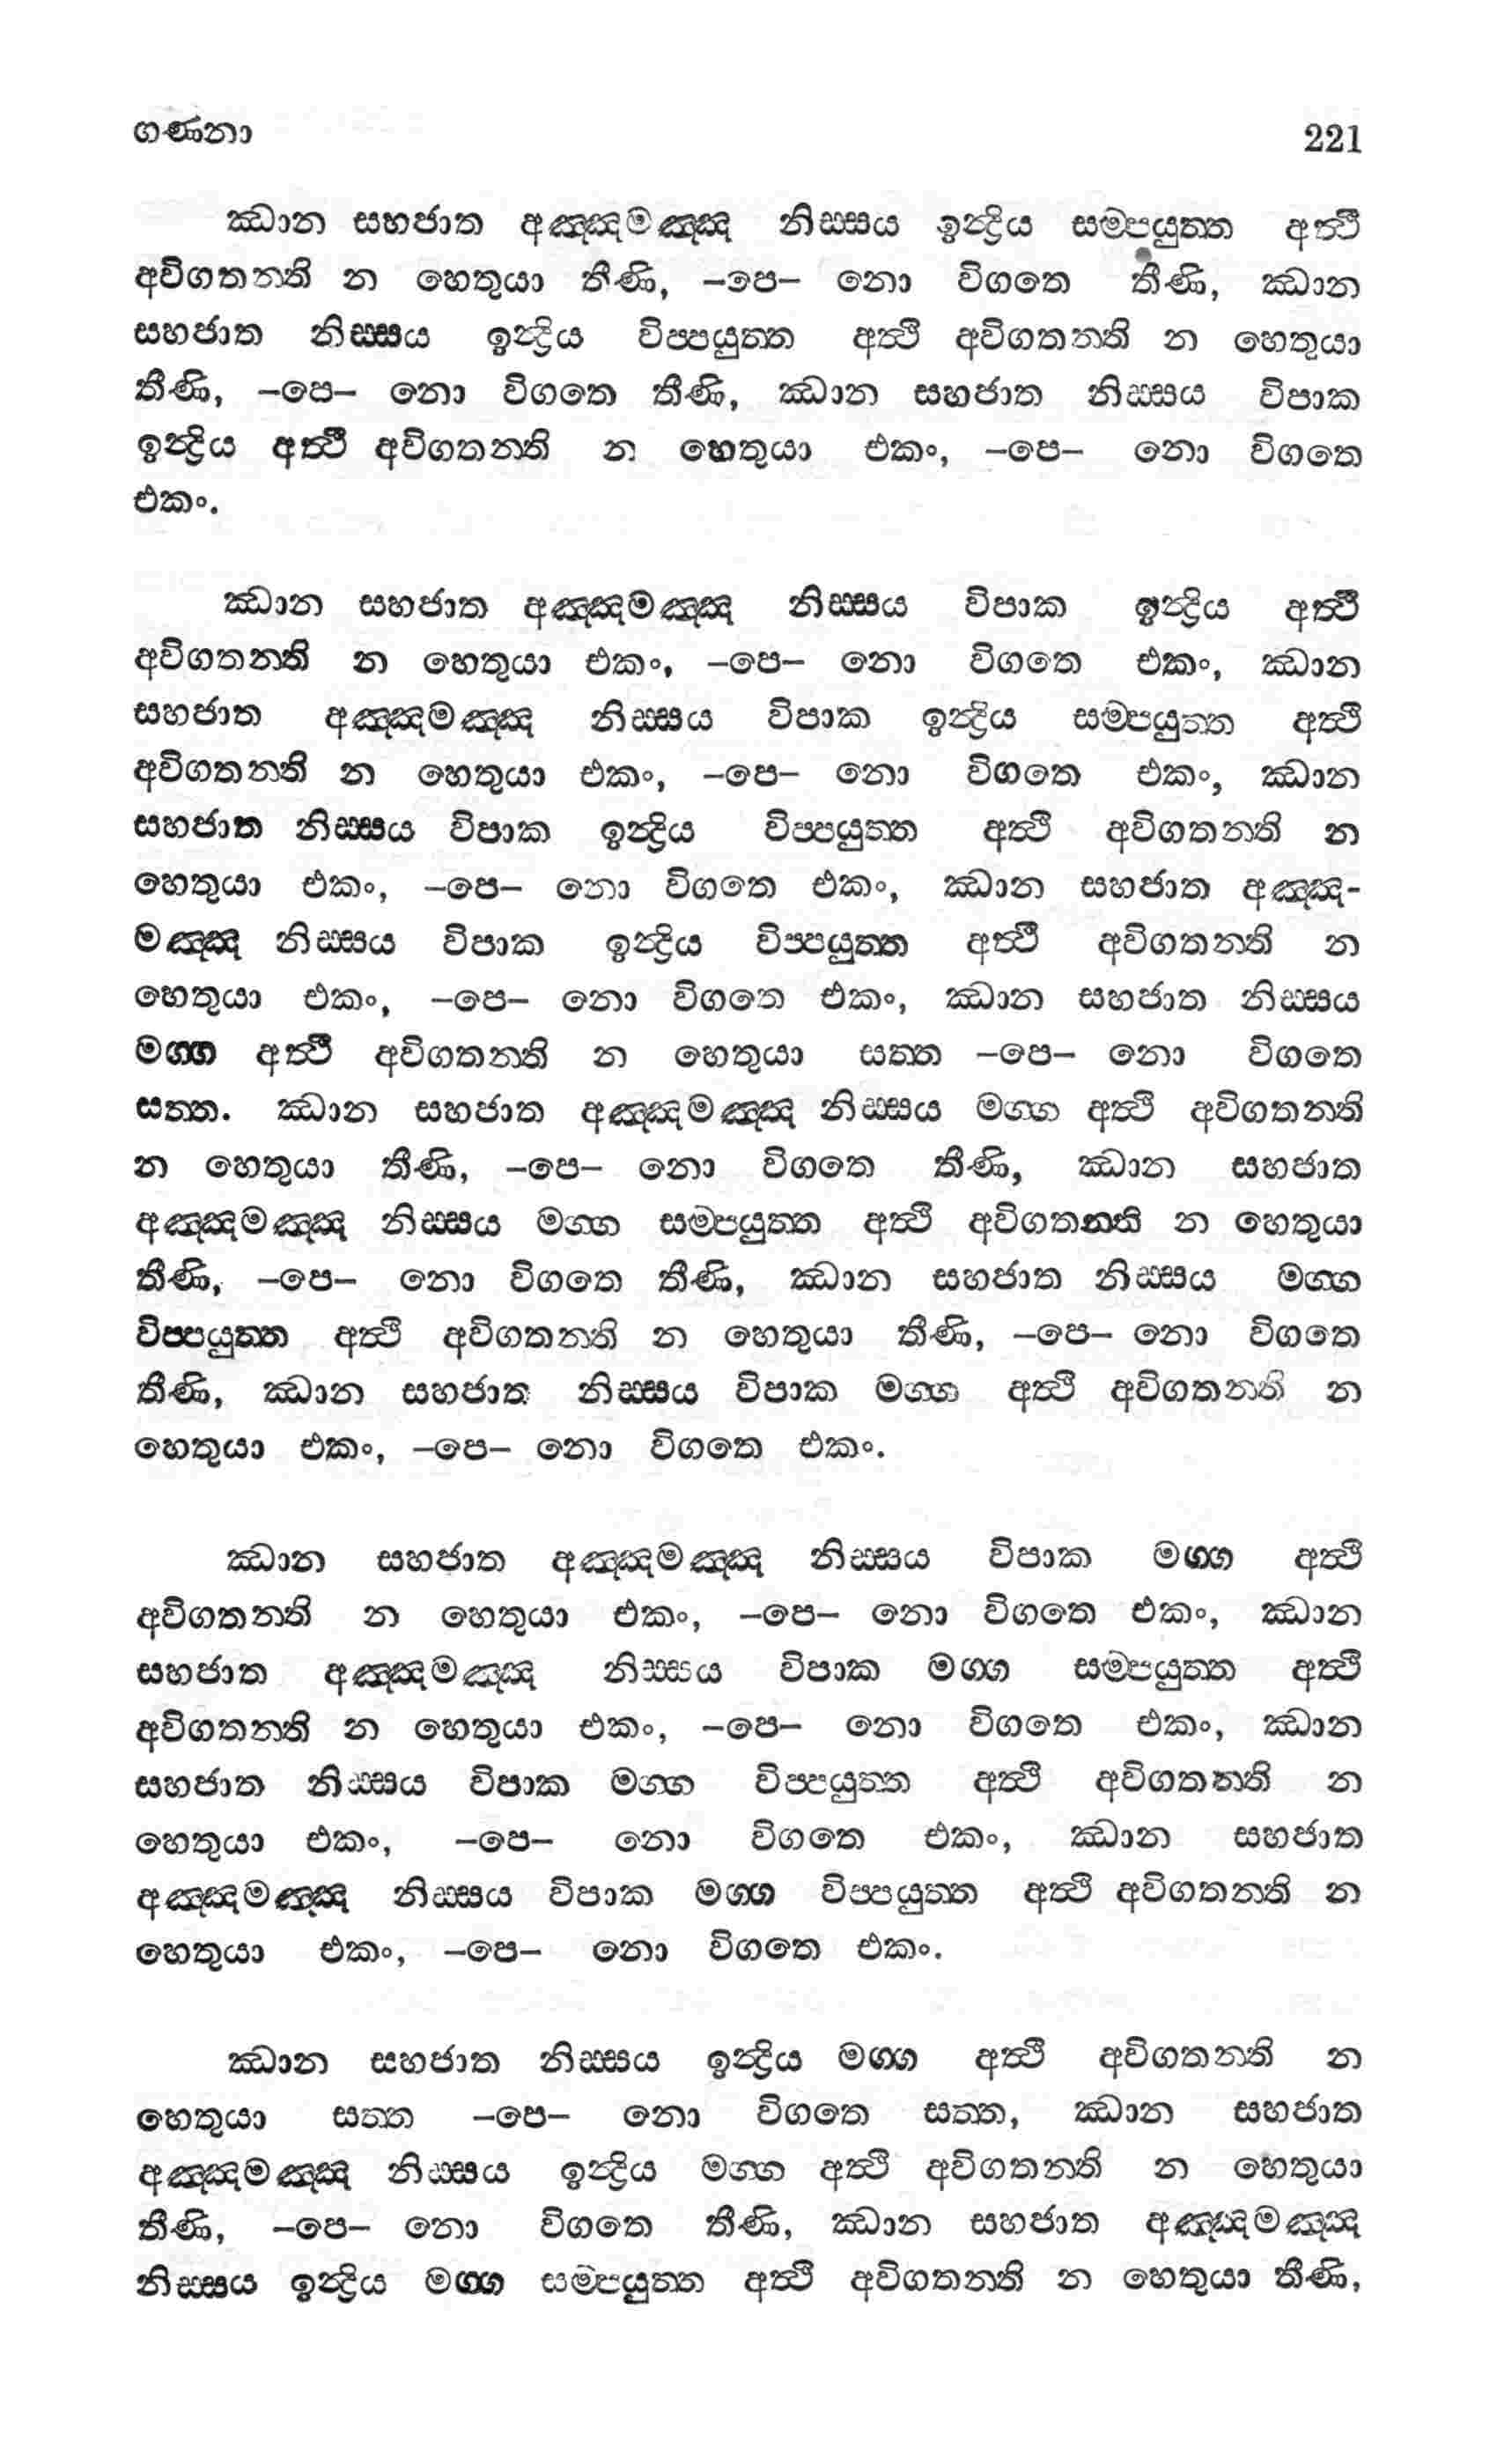 ගණනා 221
ඣාන සහජාත අඤ්ඤමඤ්ඤ නිස්සය ඉන්ද්‍රිය සම්පයුත්ත අත්ථි
අවිගතන්ති න හෙතුයා තීණි, –පෙ– නො විගතෙ තීණි, ඣාන
සහජාත නිස්සය ඉන්ද්‍රිය විප්පයුත්ත අත්ථි අවිගතන්ති න හෙතුයා
තීණි, –පෙ– නො විගතෙ තීණි, ඣාන සහජාත නිස්සය විපාක
ඉන්ද්‍රිය අත්ථි අවිගතන්ති න හෙතුයා එකං, –පෙ– නො විගතෙ
එකං.
ඣාන සහජාත අඤ්ඤමඤ්ඤ නිස්සය විපාක ඉන්ද්‍රිය අත්ථි
අවිගතන්ති න හෙතුයා එකං, –පෙ– නො විගතෙ එකං, ඣාන
සහජාත අඤ්ඤමඤ්ඤ නිස්සය විපාක ඉන්ද්‍රිය සම්පයුත්ත අත්ථි
අවිගතන්ති න හෙතුයා එකං, –පෙ– නො විගතෙ එකං, ඣාන
සහජාත නිස්සය විපාක ඉන්ද්‍රිය විප්පයුත්ත අත්ථි අවිගතන්ති න
හෙතුයා එකං, –පෙ– නො විගතෙ එකං, ඣාන සහජාත අඤ්ඤ-
මඤ්ඤ නිස්සය විපාක ඉන්ද්‍රිය විප්පයුත්ත අත්ථි අවිගතන්ති න
හෙතුයා එකං, –පෙ– නො විගතෙ එකං, ඣාන සහජාත නිස්සය
මග්ග අත්ථි අවිගතන්ති න හෙතුයා සත්ත –පෙ– නො විගතෙ
සත්ත. ඣාන සහජාත අඤ්ඤමඤ්ඤ නිස්සය මග්ග අත්ථි අවිගතන්ති
න හෙතුයා තීණි, –පෙ– නො විගතෙ තීණි, ඣාන සහජාත
අඤ්ඤමඤ්ඤ නිස්සය මග්ග සම්පයුත්ත අත්ථි අවිගතන්ති න හෙතුයා
තීණි, –පෙ– නො විගතෙ තීණි, ඣාන සහජාත නිස්සය මග්ග
විප්පයුත්ත අත්ථි අවිගතන්ති න හෙතුයා තීණි, –පෙ– නො විගතෙ
තීණි, ඣාන සහජාත නිස්සය විපාක මග්ග අත්ථි අවිගතන්ති න
හෙතුයා එකං, –පෙ– නො විගතෙ එකං.
ඣාන සහජාත අඤ්ඤමඤ්ඤ නිස්සය විපාක මග්ග අත්ථි
අවිගතන්ති න හෙතුයා එකං, –පෙ– නො විගතෙ එකං, ඣාන
සහජාත අඤ්ඤමඤ්ඤ නිස්සය විපාක මග්ග සම්පයුත්ත අත්ථි
අවිගතන්ති න හෙතුයා එකං, –පෙ– නො විගතෙ එකං, ඣාන
සහජාත නිස්සය විපාක මග්ග විප්පයුත්ත අත්ථි අවිගතන්ති න
හෙතුයා එකං, –පෙ– නො විගතෙ එකං, ඣාන සහජාත
අඤ්ඤමඤ්ඤ නිස්සය විපාක මග්ග විප්පයුත්ත අත්ථි අවිගතන්ති න
හෙතුයා එකං, –පෙ– නො විගතෙ එකං.
ඣාන සහජාත නිස්සය ඉන්ද්‍රිය මග්ග අත්ථි අවිගතන්ති න
හෙතුයා සත්ත –පෙ– නො විගතෙ සත්ත, ඣාන සහජාත
අඤ්ඤමඤ්ඤ නිස්සය ඉන්ද්‍රිය මග්ග අත්ථි අවිගතන්ති න හෙතුයා
තීණි, –පෙ– නො විගතෙ තීණි, ඣාන සහජාත අඤ්ඤමඤ්ඤ
නිස්සය ඉන්ද්‍රිය මග්ග සම්පයුත්ත අත්ථි අවිගතන්ති න හෙතුයා තීණි,